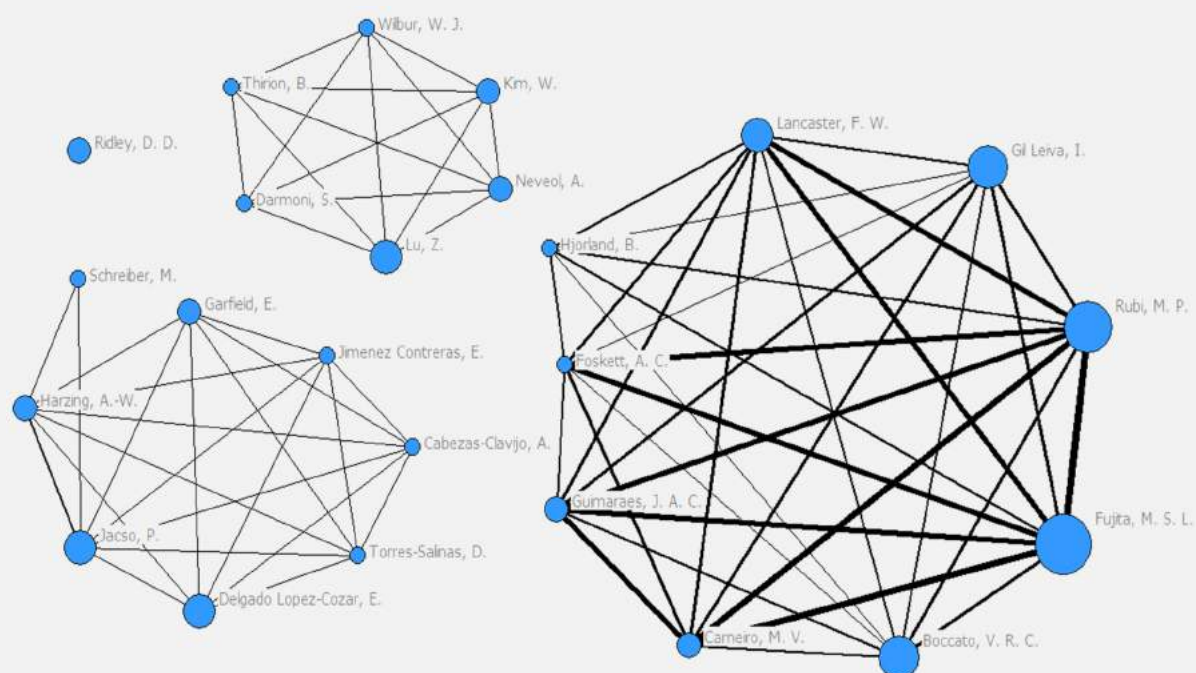 Wilbur, W. J.
Thirion, B.
Kim, W.
Ridley, D. D.
Neveol, A.
Darmoni, S.
Lu, Z.
Schreiber, M.
Garfield, E.
Jimenez Contreras, E.
Harzing, A.-W.
Cabezas-Clavijo, A.
Jacso, P.
Torres-Salinas, D.
Delgado Lopez-Cozar, E.
Lancaster, F. W.
Gil Leiva, I.
Hjorland, B.
Rubi, M. P.
Foskett, A. C.
Guimaraes, J. A. C.
Fujita, M. S. L.
Carneiro, M. V.
Boccato, V. R. C.